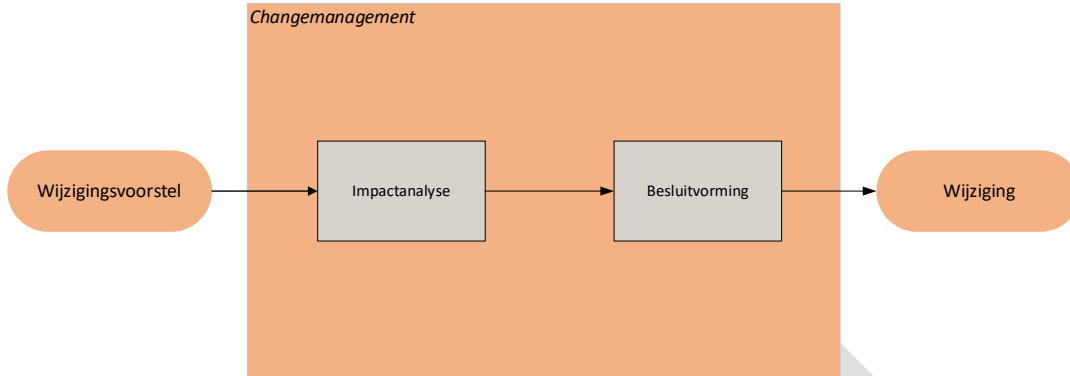 Changemanagement
Wijzigingsvoorstel
Impactanalyse
Besluitvorming
Wijziging